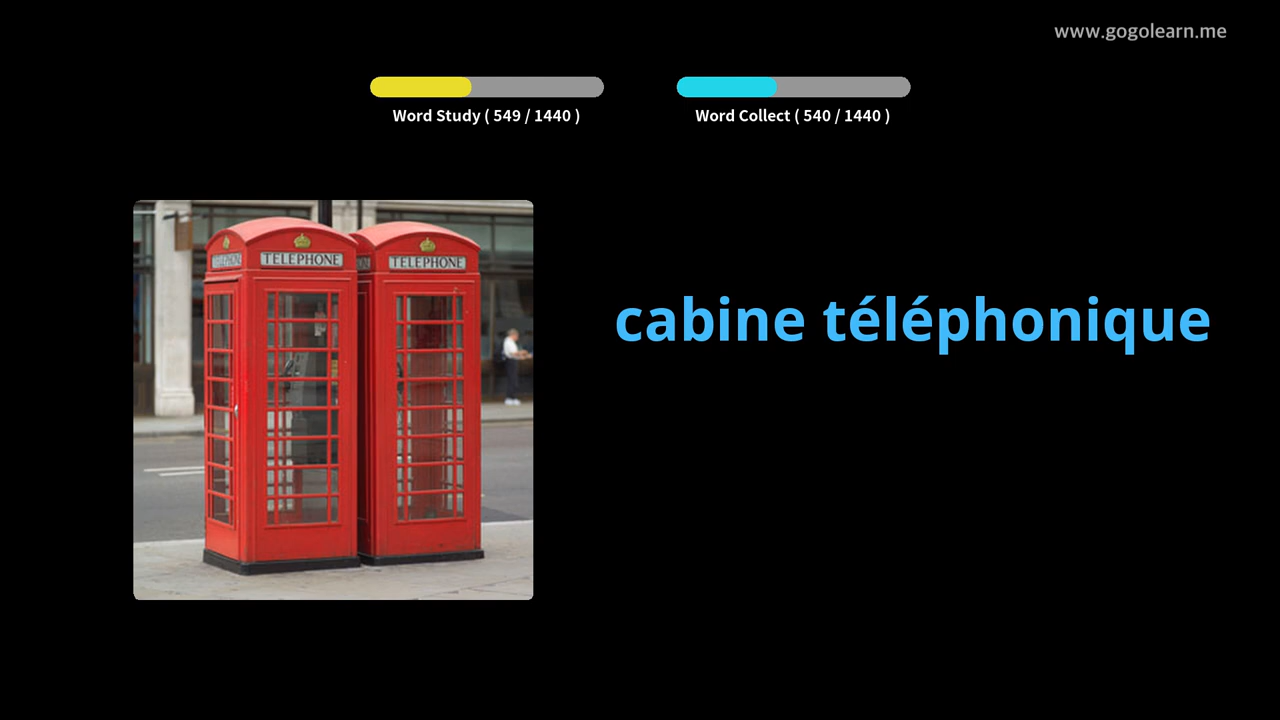 www.gogolearn.me
Word Study ( 549 / 1440 )
Word Collect ( 540 / 1440 )
TELEPHONE
TELEPHONE
cabine téléphonique